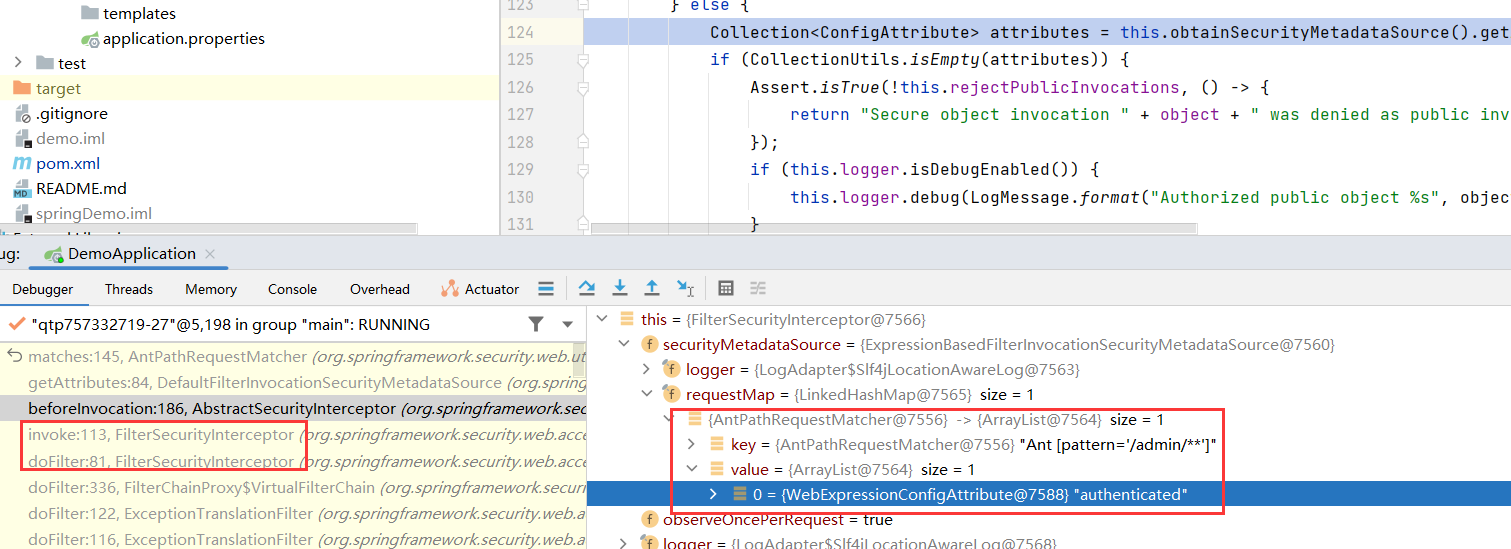 templates
application.properties
test
target
.gitignore
demo.iml
pom.xml
README.md
springDemo.iml
123 } else {
124 Collection<ConfigAttribute> attributes = this.obtainSecurityMetadataSource().get
125 if (CollectionUtils.isEmpty(attributes)) {
126 Assert.isTrue(!this.rejectPublicInvocations, () -> {
127 return "Secure object invocation " + object + " was denied as public inv
128 });
129 if (this.logger.isDebugEnabled()) {
130 this.logger.debug(LogMessage.format("Authorized public object %s", objec
131 }
ug: DemoApplication
Debugger Threads Memory Console Overhead Actuator
"qtp757332719-27"@5,198 in group "main": RUNNING
matches:145, AntPathRequestMatcher (org.springframework.security.web.ut
getAttributes:84, DefaultFilterInvocationSecurityMetadataSource (org.spring
beforeInvocation:186, AbstractSecurityInterceptor (org.springframework.sec
invoke:113, FilterSecurityInterceptor (org.springframework.security.web.acce
doFilter:81, FilterSecurityInterceptor (org.springframework.security.web.acce
doFilter:336, FilterChainProxy$VirtualFilterChain (org.springframework.securi
doFilter:122, ExceptionTranslationFilter (org.springframework.security.web.a
doFilter:116, ExceptionTranslationFilter (org.springframework.security.web.a
this = {FilterSecurityInterceptor@7566}
securityMetadataSource = {ExpressionBasedFilterInvocationSecurityMetadataSource@7560}
logger = {LogAdapter$Slf4jLocationAwareLog@7563}
requestMap = {LinkedHashMap@7565} size = 1
{AntPathRequestMatcher@7556} -> {ArrayList@7564} size = 1
key = {AntPathRequestMatcher@7556} "Ant [pattern='/admin/**']"
value = {ArrayList@7564} size = 1
0 = {WebExpressionConfigAttribute@7588} "authenticated"
observeOncePerRequest = true
logger = {LogAdapter$Slf4jLocationAwareLog@7568}